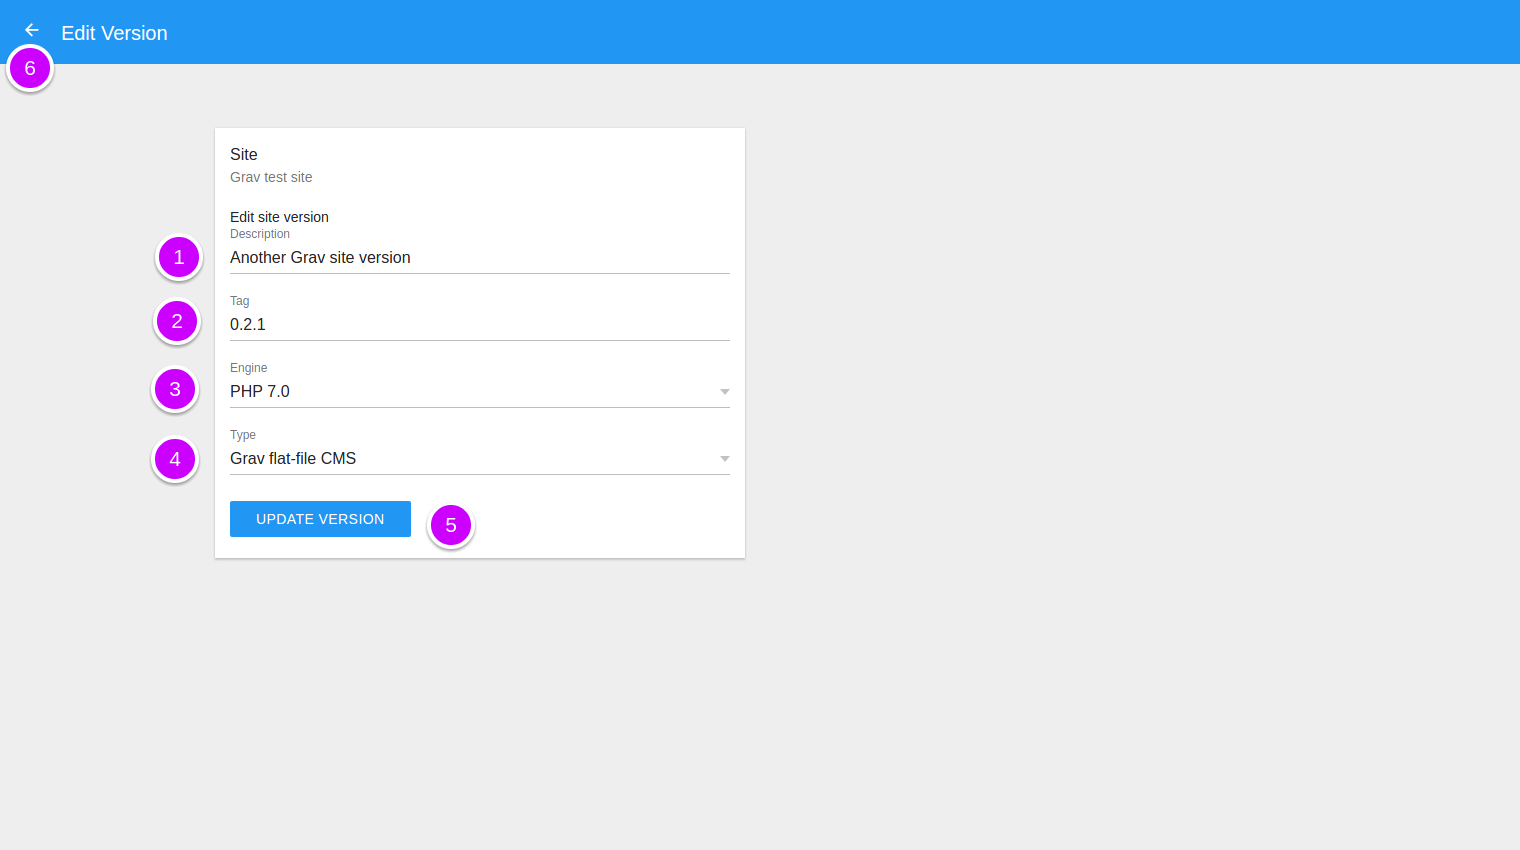 Edit Version
6
Site
Grav test site
Edit site version
Description
1
Another Grav site version
Tag
2
0.2.1
Engine
3
PHP 7.0
Type
4
Grav flat-file CMS
UPDATE VERSION
5